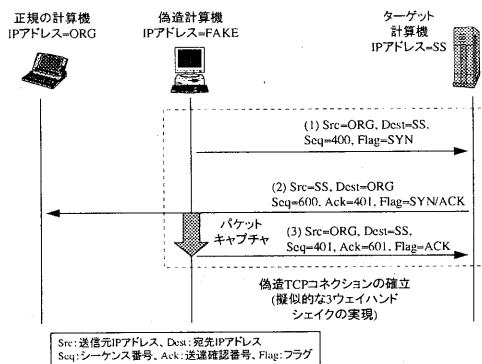 正規の計算機
IPアドレス=ORG
偽造計算機
IPアドレス=FAKE
ターゲット
計算機
IPアドレス=SS
(1) Src=ORG, Dest=SS.
Seq=400, Flag=SYN
(2) Src=SS, Dest=ORG
Seq=600, Ack=401, Flag=SYN/ACK
パケット
キャプチャ
(3) Src=ORG, Dest=SS.
Seq=401, Ack=601, Flag=ACK
偽造TCPコネクションの確立
(擬似的な3ウェイハンド
シェイクの実現)
Src:送信元IPアドレス、Dest:宛先IPアドレス
Seq:シーケンス番号、Ack:送達確認番号、Flag:フラグ